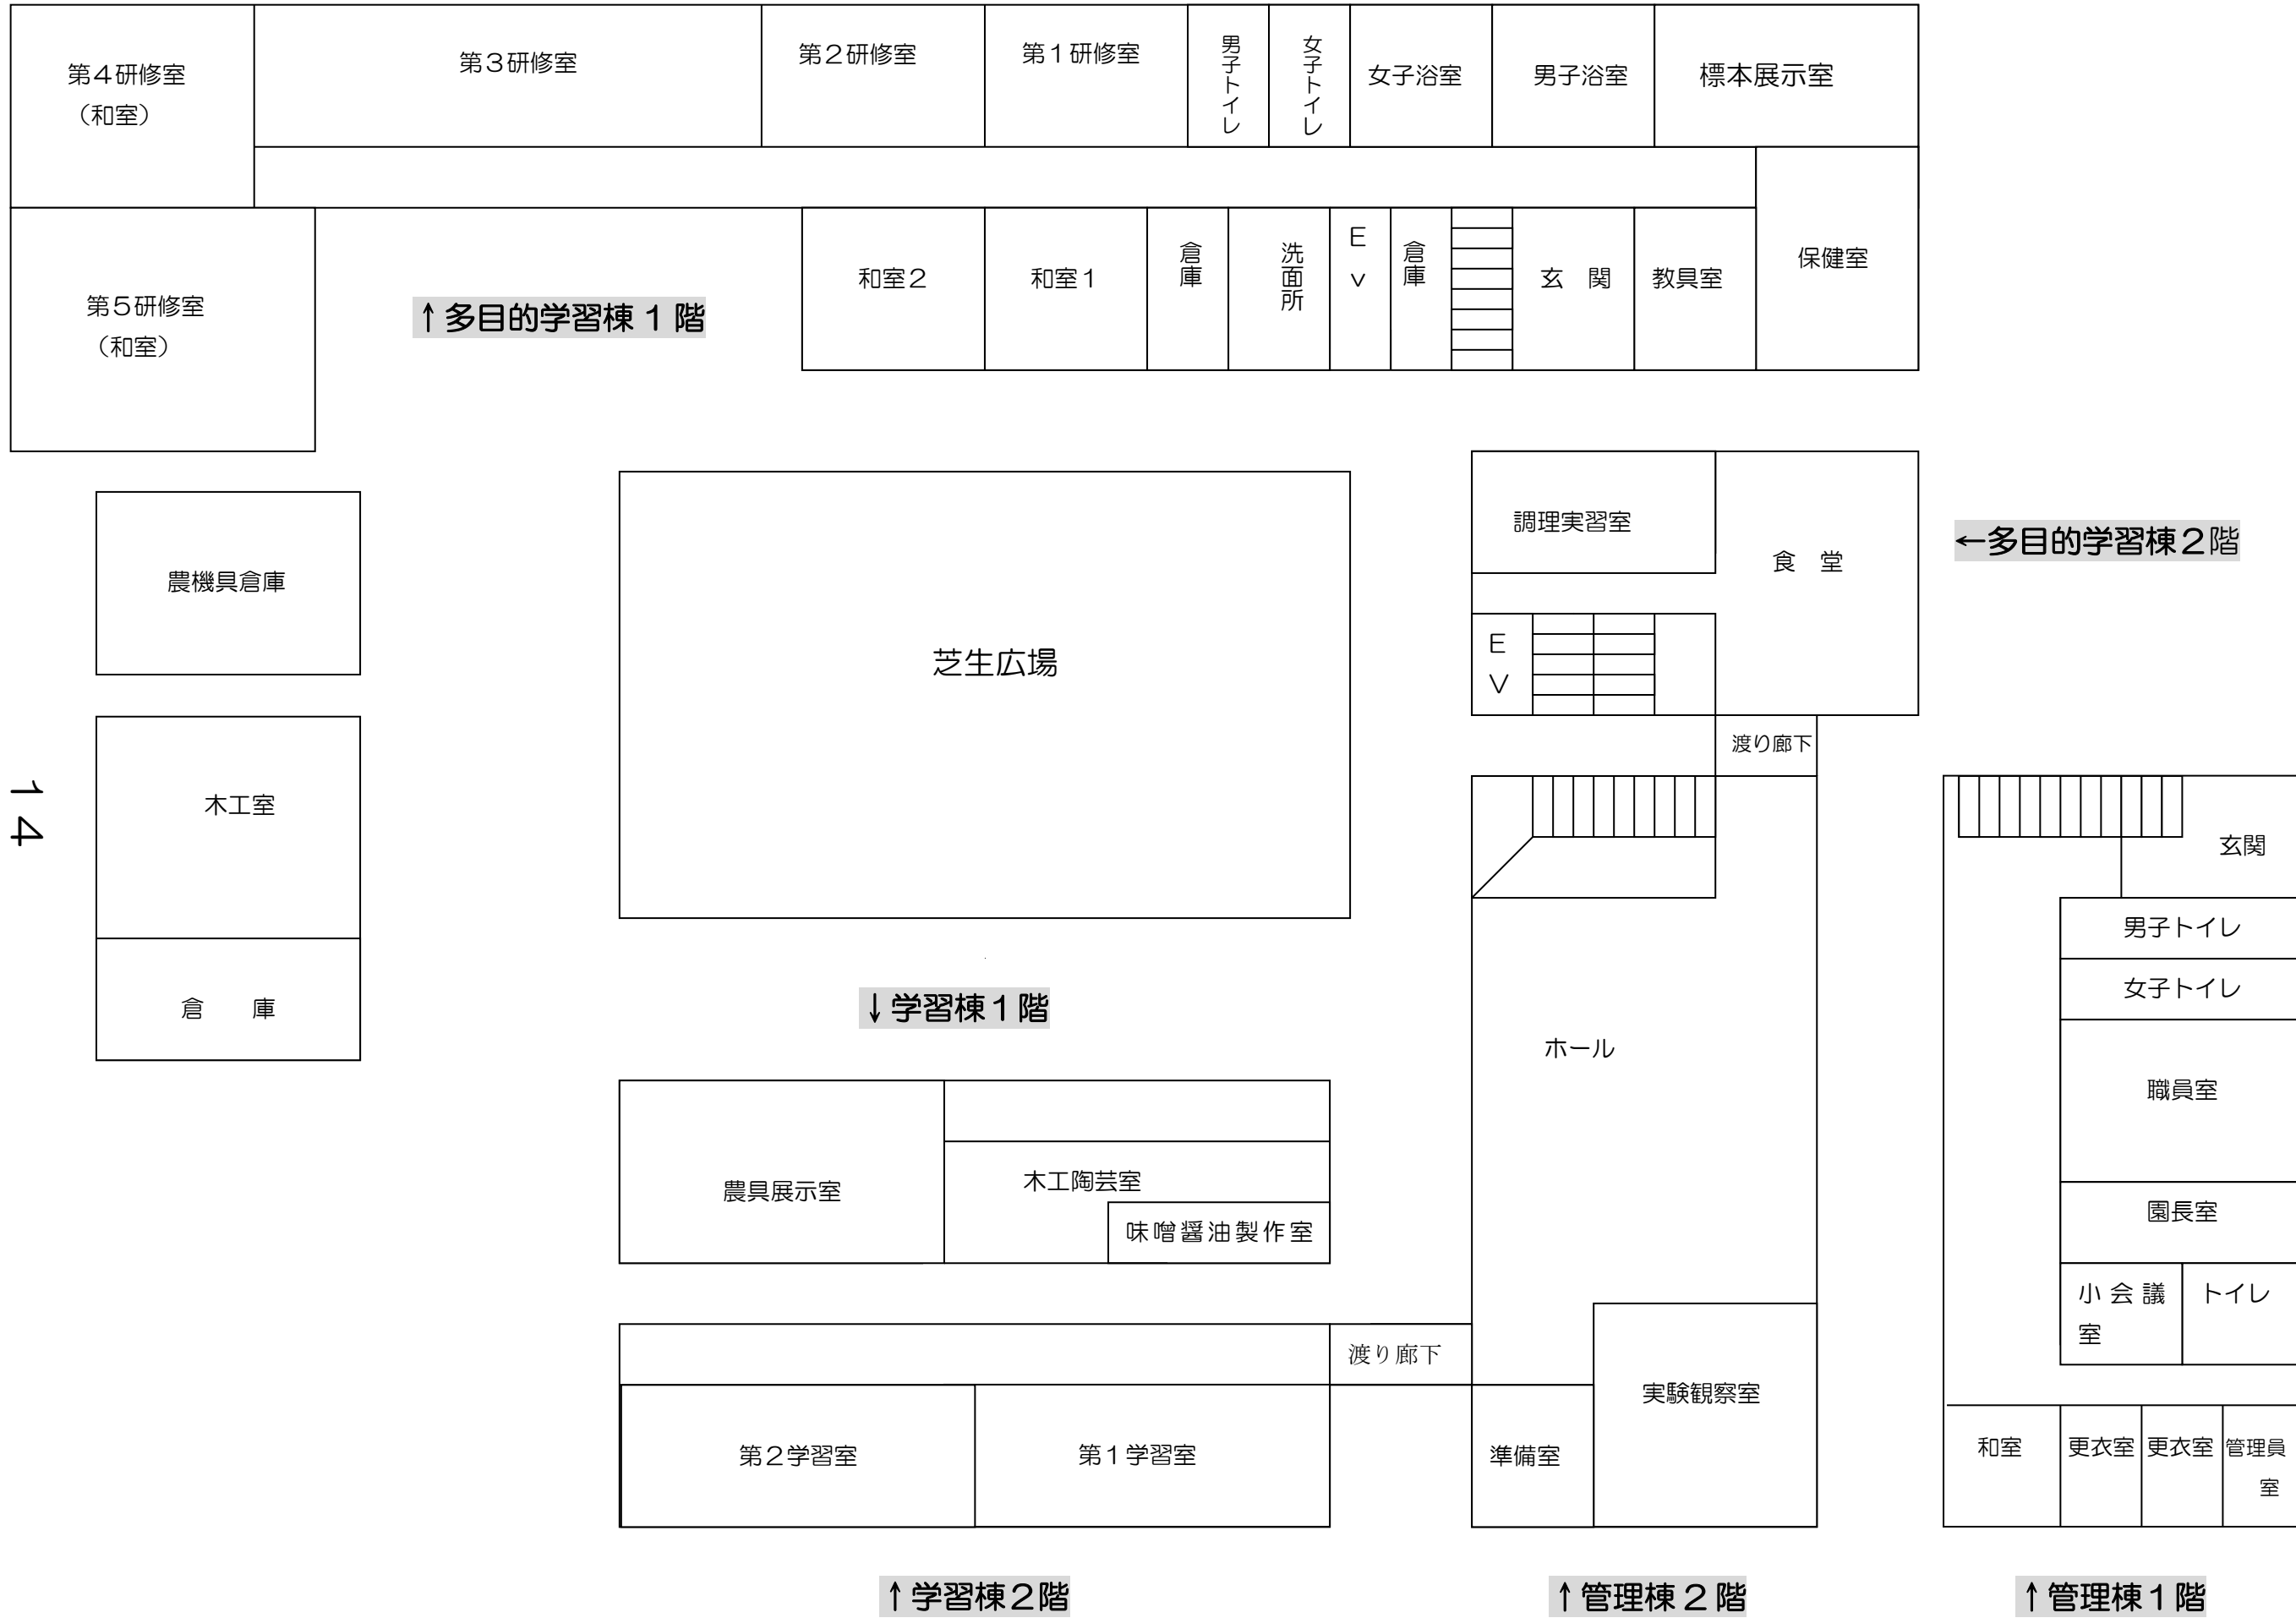 第４研修室
（和室）
第３研修室
第２研修室
第１研修室
男子トイレ
女子トイレ
女子浴室
男子浴室
標本展示室
第５研修室
（和室）
↑多目的学習棟１階
和室２
和室１
倉庫
洗面所
Ｅｖ
倉庫
玄　関
教具室
保健室
農機具倉庫
芝生広場
調理実習室
食　堂
←多目的学習棟２階
ＥＶ
渡り廊下
木工室
倉　　庫
１４
↓学習棟１階
ホール
玄関
男子トイレ
女子トイレ
職員室
園長室
小会議
室
トイレ
農具展示室
木工陶芸室
味噌醤油製作室
渡り廊下
第２学習室
第１学習室
準備室
実験観察室
和室
更衣室
更衣室
管理員
室
↑学習棟２階
↑管理棟２階
↑管理棟１階